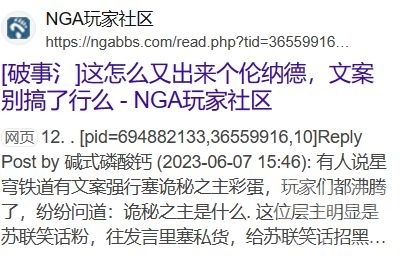 NGA玩家社区
https://ngabbs.com/read.php?tid=36559916...
[破事氵]这怎么又出来个伦纳德，文案
别搞了行么 - NGA玩家社区
网页 12. . [pid=694882133,36559916,10]Reply
Post by 碱式磷酸钙 (2023-06-07 15:46): 有人说星
穹铁道有文案强行塞诡秘之主彩蛋，玩家们都沸腾
了，纷纷问道：诡秘之主是什么. 这位层主明显是
苏联笑话粉，往发言里塞私货，给苏联笑话招黑...